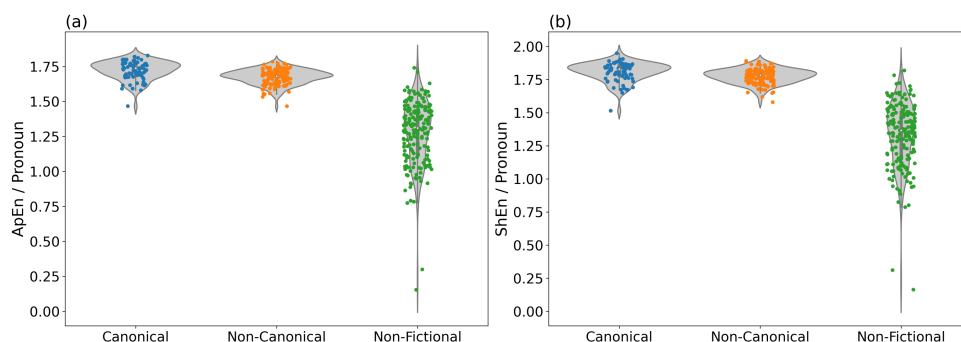 (a)
ApEn / Pronoun
1.75
1.50
1.25
1.00
0.75
0.50
0.25
0.00
Canonical
Non-Canonical
Non-Fictional
(b)
ShEn / Pronoun
2.00
1.75
1.50
1.25
1.00
0.75
0.50
0.25
0.00
Canonical
Non-Canonical
Non-Fictional